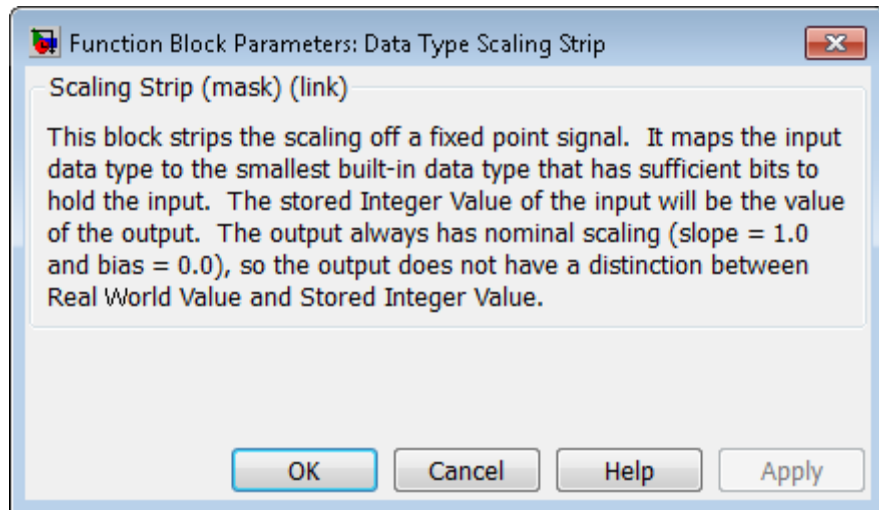 Function Block Parameters: Data Type Scaling Strip
Scaling Strip (mask) (link)
This block strips the scaling off a fixed point signal.  It maps the input
data type to the smallest built-in data type that has sufficient bits to
hold the input.  The stored Integer Value of the input will be the value
of the output.  The output always has nominal scaling (slope = 1.0
and bias = 0.0), so the output does not have a distinction between
Real World Value and Stored Integer Value.
OK Cancel Help Apply